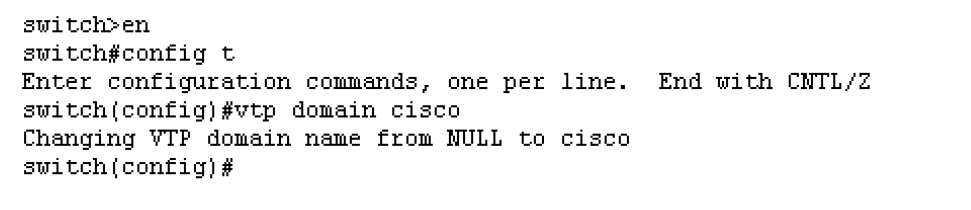 switch>en
switch#config t
Enter configuration commands, one per line.  End with CNTL/Z
switch(config)#vtp domain cisco
Changing VTP domain name from NULL to cisco
switch(config)#